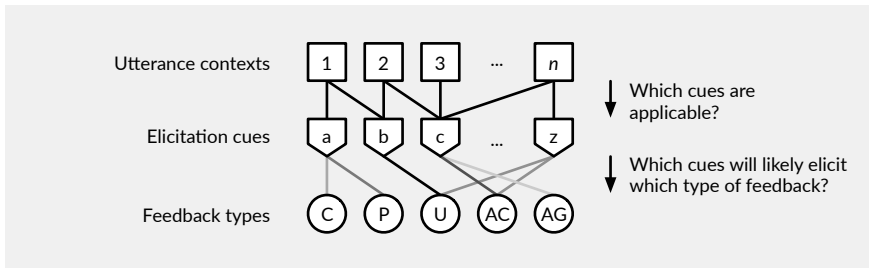 Utterance contexts 1 2 3 ... n
Which cues are
applicable?
Elicitation cues a b c ... z
Which cues will likely elicit
which type of feedback?
Feedback types C P U AC AG